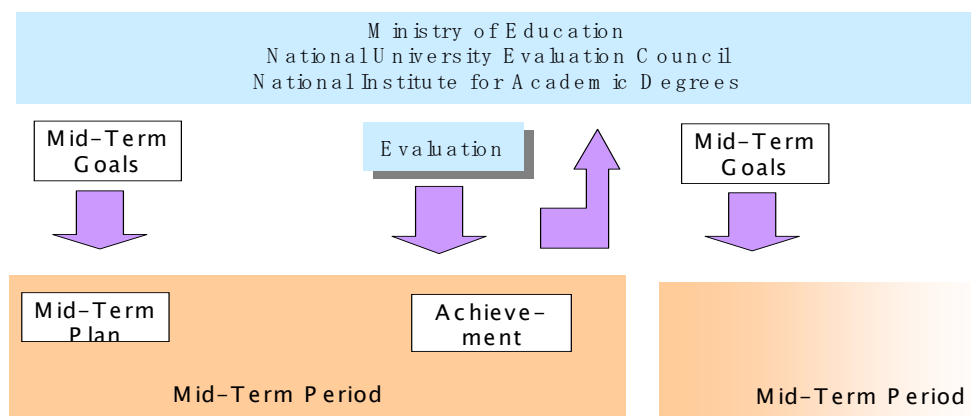 Ministry of Education
National University Evaluation Council
National Institute for Academic Degrees
Mid-Term
Goals
Evaluation
Mid-Term
Goals
Mid-Term
Plan
Achieve-
ment
Mid-Term Period
Mid-Term Period